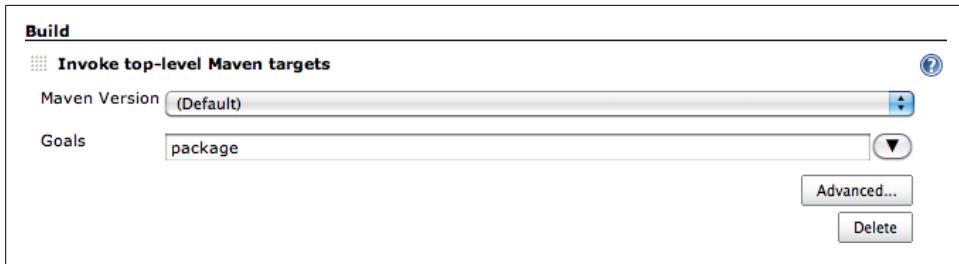 Build
Invoke top-level Maven targets
Maven Version (Default)
Goals package
Advanced...
Delete